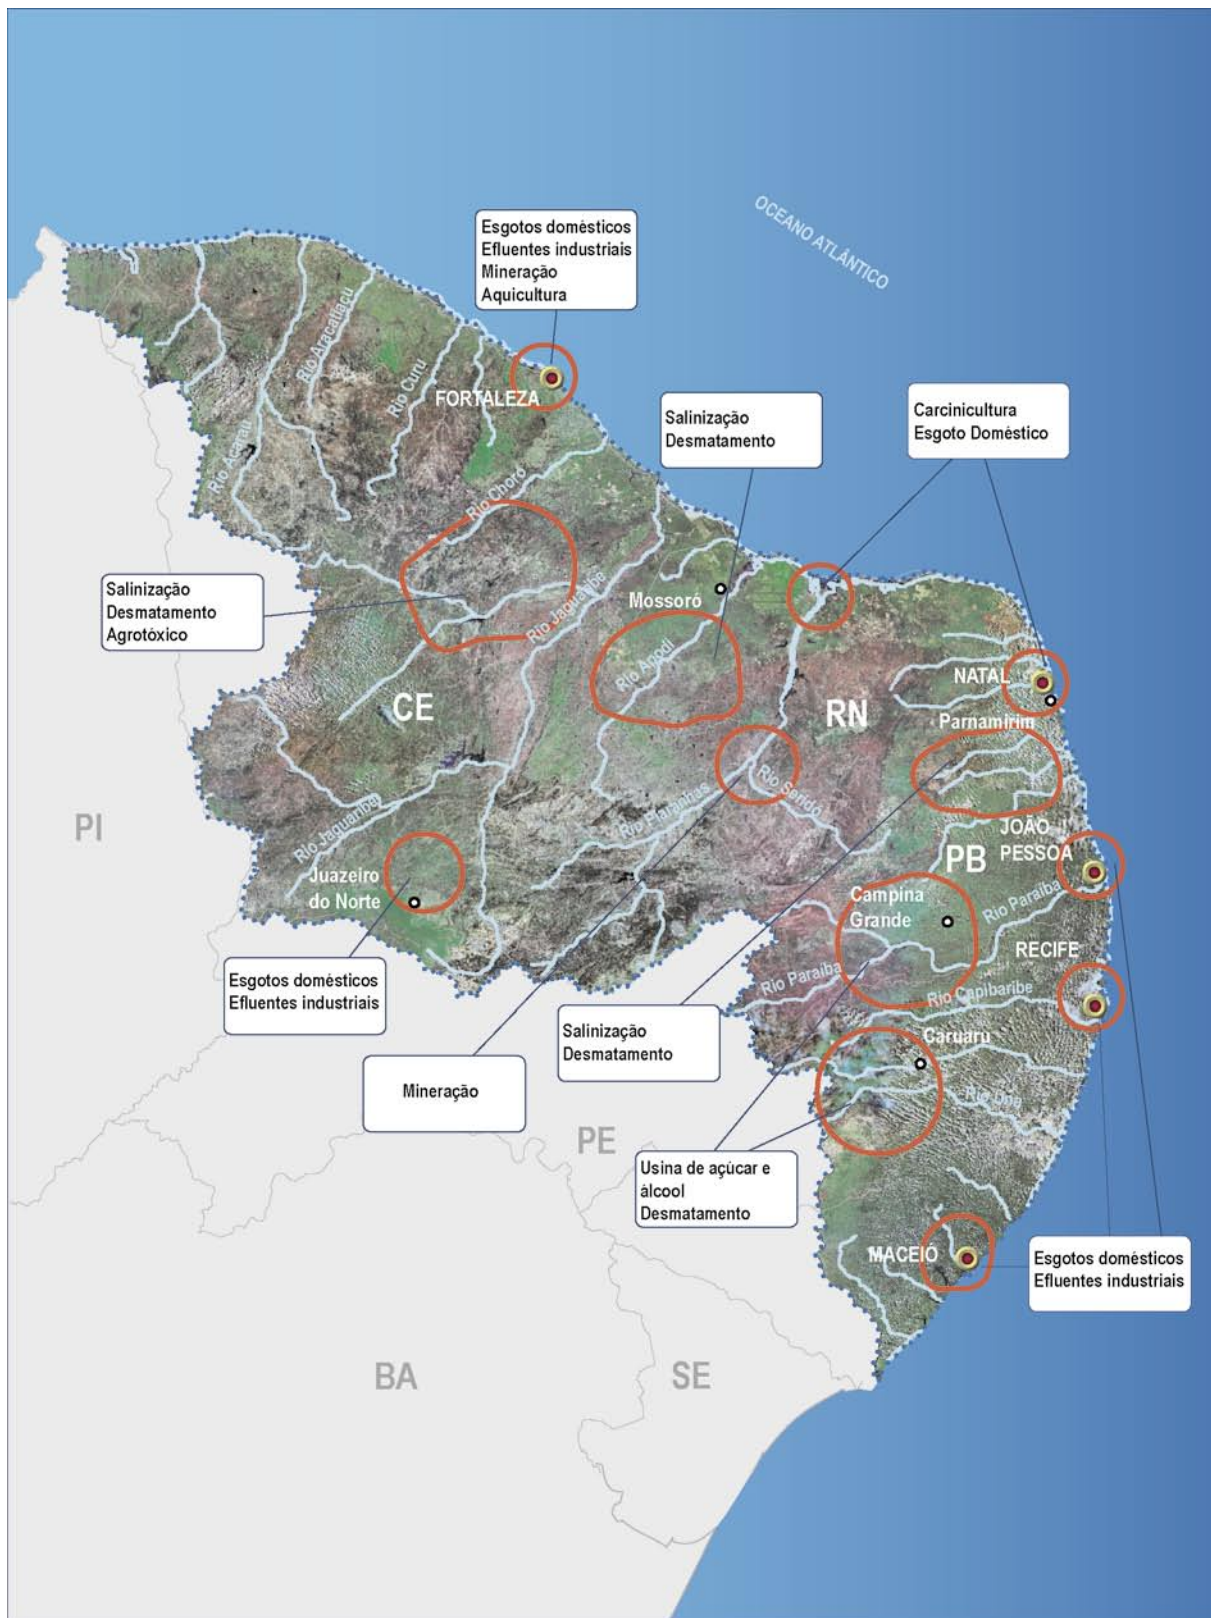 OCEANO ATLÂNTICO
Esgotos domésticos
Efluentes industriais
Mineração
Aquicultura
Rio Aracatiaçu
Rio Curu
FORTALEZA
Salinização
Desmatamento
Carcinicultura
Esgoto Doméstico
Rio Acaraú
Rio Choró
Salinização
Desmatamento
Agrotóxico
Mossoró
Rio Jaguaribe
Rio Apodi
NATAL
CE
RN
Parnamirim
Rio Seridó
Rio Piaranhas
PI
Rio Jaguaribe
JOÃO
PESSOA
PB
Juazeiro
do Norte
Campina
Grande
Rio Paraíba
RECIFE
Rio Paraíba
Rio Capibaribe
Esgotos domésticos
Efluentes industriais
Salinização
Desmatamento
Caruaru
Mineração
Rio Una
PE
Usina de açúcar e
álcool
Desmatamento
MACEIÓ
Esgotos domésticos
Efluentes industriais
BA
SE